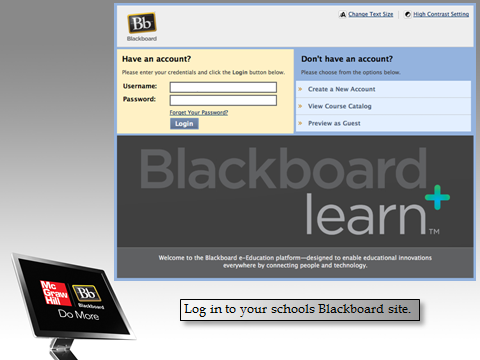 Bb
Blackboard
Change Text Size
High Contrast Setting
Have an account?
Please enter your credentials and click the Login button below.
Username:
Password:
Forget Your Password?
Login
Don't have an account?
Please choose from the options below.
Create a New Account
View Course Catalog
Preview as Guest
Blackboard
learn+™
Welcome to the Blackboard e-Education platform—designed to enable educational innovations
everywhere by connecting people and technology.
Mc
Graw
Hill
Bb
Blackboard
Do More
Log in to your schools Blackboard site.